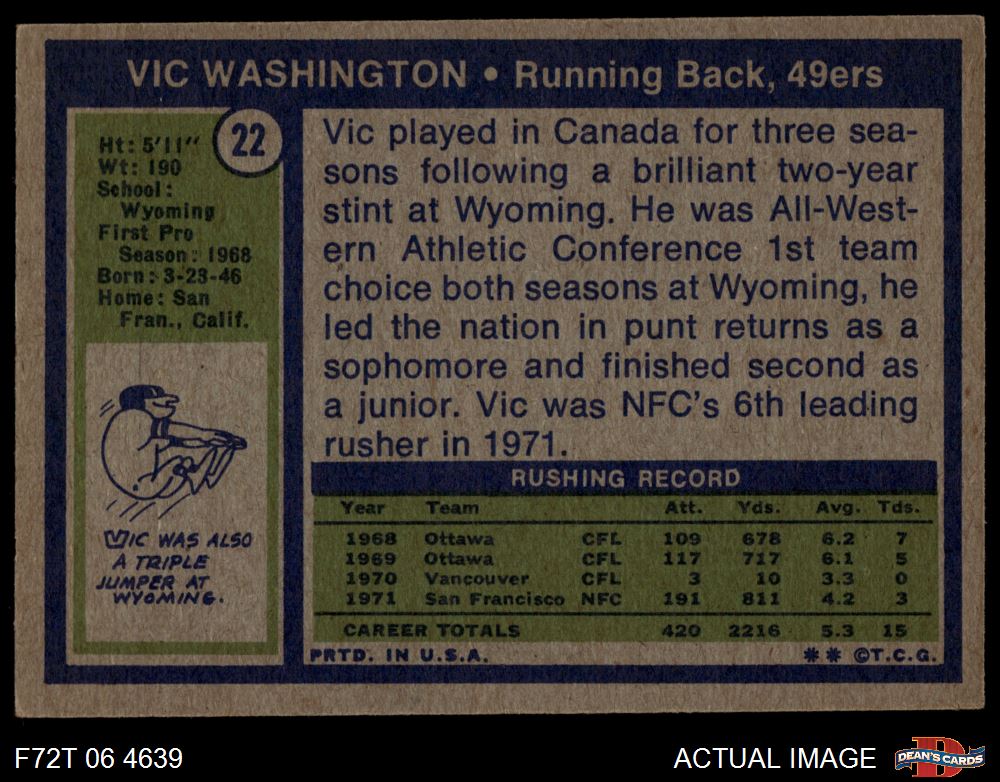 VIC WASHINGTON • Running Back, 49ers
22
Ht: 5'11"
Wt: 190
School:
Wyoming
First Pro
Season: 1968
Born: 3-23-46
Home: San
Fran., Calif.
VIC WAS ALSO
A TRIPLE
JUMPER AT
WYOMING.
Vic played in Canada for three sea-
sons following a brilliant two-year
stint at Wyoming. He was All-West-
ern Athletic Conference 1st team
choice both seasons at Wyoming, he
led the nation in punt returns as a
sophomore and finished second as
a junior. Vic was NFC's 6th leading
rusher in 1971.
RUSHING RECORD
Year Team Att. Yds. Avg. Tds.
1968 Ottawa CFL 109 678 6.2 7
1969 Ottawa CFL 117 717 6.1 5
1970 Vancouver CFL 3 10 3.3 0
1971 San Francisco NFC 191 811 4.2 3
CAREER TOTALS 420 2216 5.3 15
PRTD. IN U.S.A. ** ©T.C.G.
F72T 06 4639
ACTUAL IMAGE
D
DEAN'S CARDS